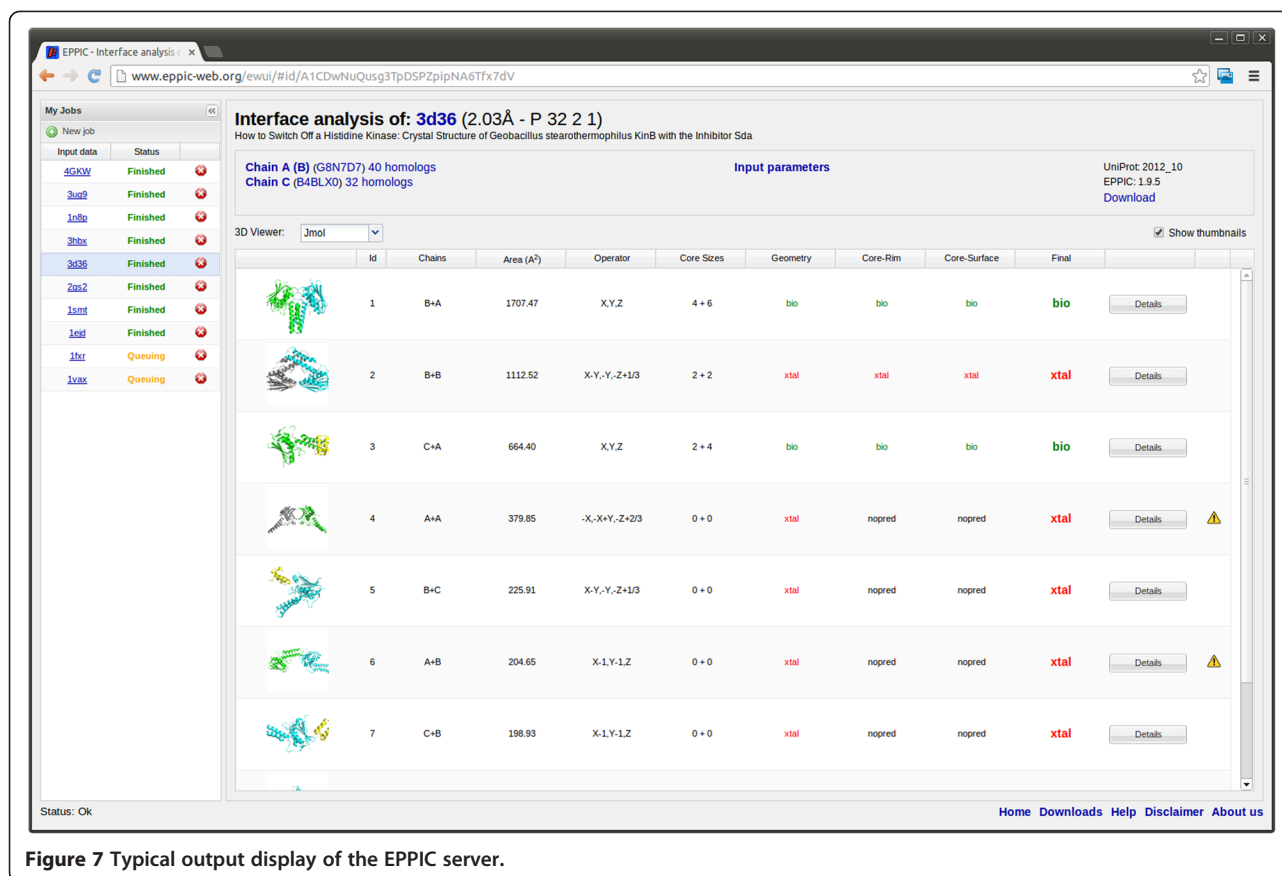 EPPIC - Interface analysis
www.eppic-web.org/ewui/#id/A1CDwNuQusg3TpDSPZpipNA6Tfx7dV
My Jobs
New job
Input data Status
4GKW Finished
3ug9 Finished
1n8p Finished
3hbx Finished
3d36 Finished
2gs2 Finished
1smt Finished
1ejd Finished
1fxr Queuing
1vax Queuing
Interface analysis of: 3d36 (2.03Å - P 32 2 1)
How to Switch Off a Histidine Kinase: Crystal Structure of Geobacillus stearothermophilus KinB with the Inhibitor Sda
Chain A (B) (G8N7D7) 40 homologs
Chain C (B4BLX0) 32 homologs
Input parameters
UniProt: 2012_10
EPPIC: 1.9.5
Download
3D Viewer: Jmol Show thumbnails
Id Chains Area (A²) Operator Core Sizes Geometry Core-Rim Core-Surface Final
1 B+A 1707.47 X,Y,Z 4 + 6 bio bio bio bio Details
2 B+B 1112.52 X-Y,-Y,-Z+1/3 2 + 2 xtal xtal xtal xtal Details
3 C+A 664.40 X,Y,Z 2 + 4 bio bio bio bio Details
4 A+A 379.85 -X,-X+Y,-Z+2/3 0 + 0 xtal nopred nopred xtal Details
5 B+C 225.91 X-Y,-Y,-Z+1/3 0 + 0 xtal nopred nopred xtal Details
6 A+B 204.65 X-1,Y-1,Z 0 + 0 xtal nopred nopred xtal Details
7 C+B 198.93 X-1,Y-1,Z 0 + 0 xtal nopred nopred xtal Details
Status: Ok
Home Downloads Help Disclaimer About us
Figure 7 Typical output display of the EPPIC server.